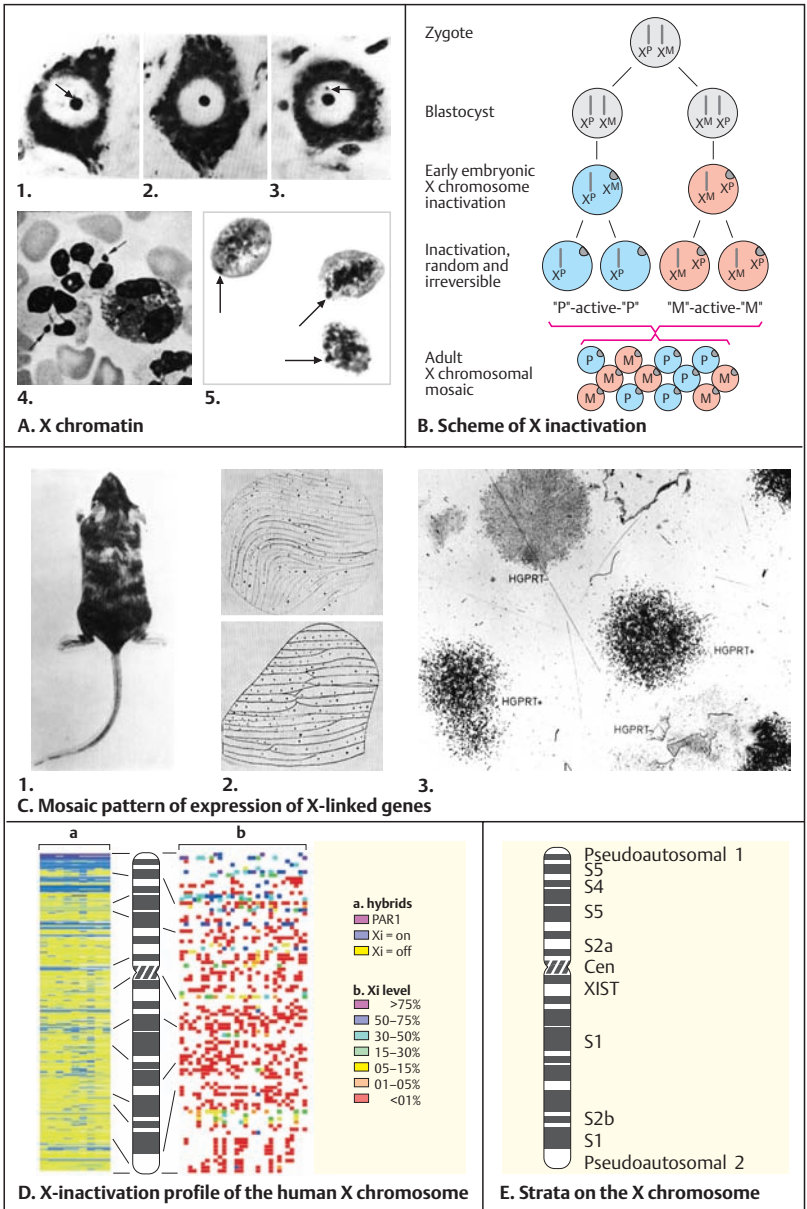 1.
2.
3.
4.
5.
A. X chromatin
Zygote
X^P X^M
Blastocyst
X^P X^M
X^M X^P
Early embryonic
X chromosome
inactivation
X^P X^M
X^M X^P
Inactivation,
random and
irreversible
X^P
X^P
X^M X^P
X^M X^P
"P"-active-"P"
"M"-active-"M"
Adult
X chromosomal
mosaic
P M P
M M P M
M P P M
B. Scheme of X inactivation
HGPRT-
HGPRT+
HGPRT+
HGPRT-
1.
2.
3.
C. Mosaic pattern of expression of X-linked genes
a
b
a. hybrids
PAR1
Xi = on
Xi = off
b. Xi level
>75%
50–75%
30–50%
15–30%
05–15%
01–05%
<01%
D. X-inactivation profile of the human X chromosome
Pseudoautosomal 1
S5
S4
S5
S2a
Cen
XIST
S1
S2b
S1
Pseudoautosomal 2
E. Strata on the X chromosome